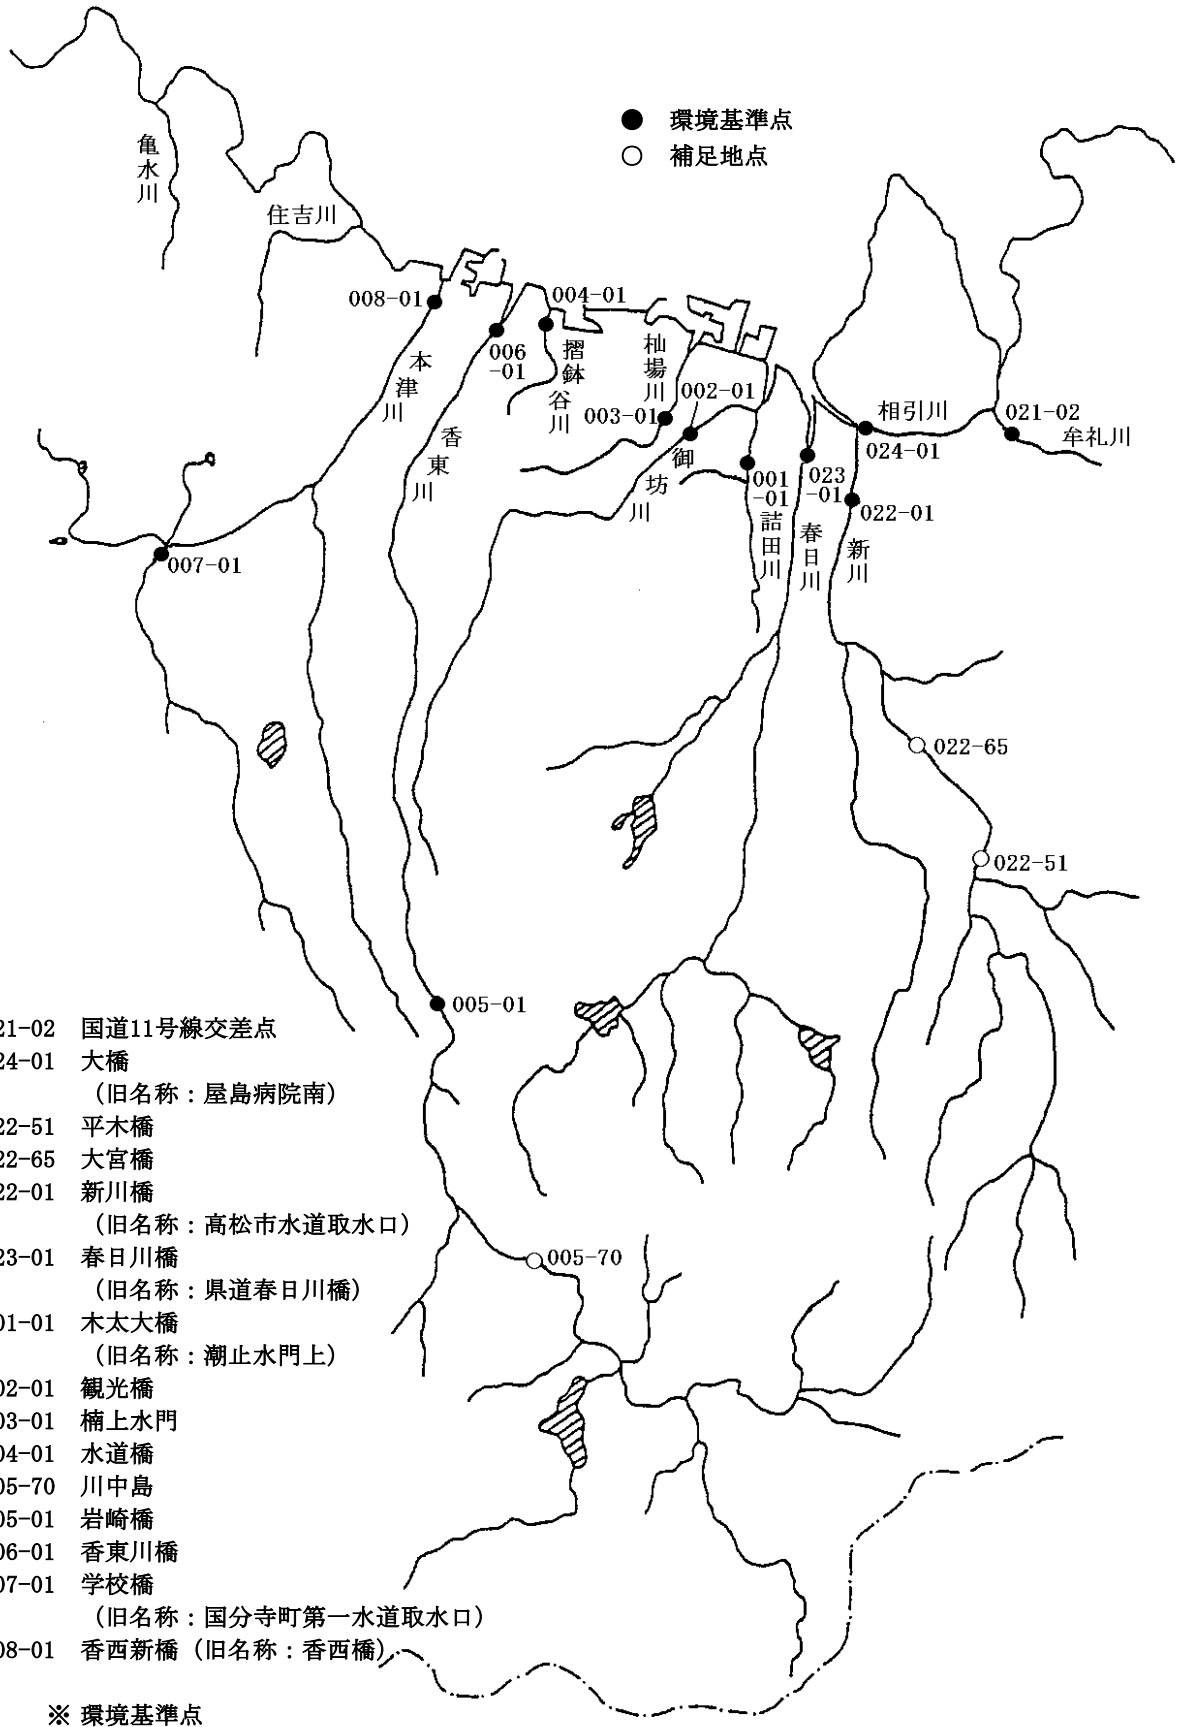 ● 環境基準点
○ 補足地点
亀水川
住吉川
008-01
004-01
006
-01
摺鉢谷川
杣場川
本津川
002-01
003-01
相引川
021-02
牟礼川
024-01
香東川
御坊川
001
-01
023
-01
022-01
詰田川
春日川
新川
007-01
022-65
022-51
005-01
005-70
21-02 国道11号線交差点
24-01 大橋
（旧名称：屋島病院南）
22-51 平木橋
22-65 大宮橋
22-01 新川橋
（旧名称：高松市水道取水口）
23-01 春日川橋
（旧名称：県道春日川橋）
01-01 木太大橋
（旧名称：潮止水門上）
02-01 観光橋
03-01 楠上水門
04-01 水道橋
05-70 川中島
05-01 岩崎橋
06-01 香東川橋
07-01 学校橋
（旧名称：国分寺町第一水道取水口）
08-01 香西新橋（旧名称：香西橋）
※ 環境基準点